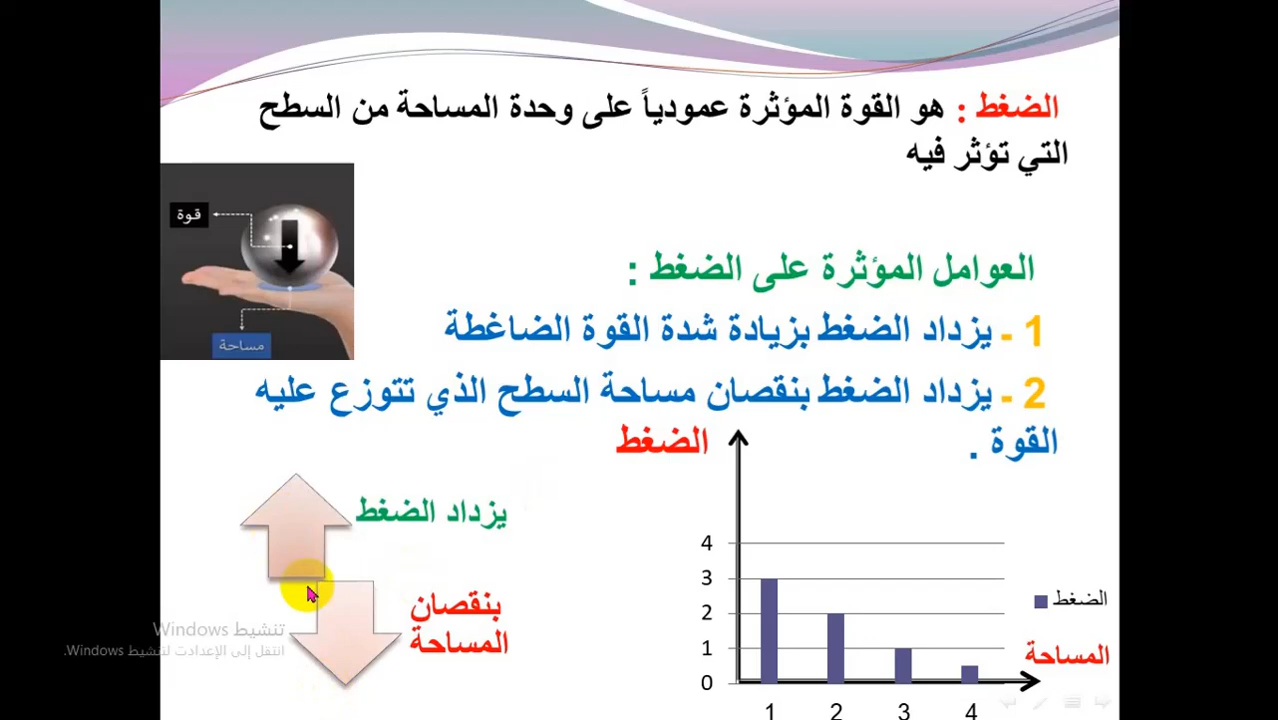 الضغط : هو القوة المؤثرة عمودياً على وحدة المساحة من السطح
التي تؤثر فيه
قوة
مساحة
العوامل المؤثرة على الضغط :
1 - يزداد الضغط بزيادة شدة القوة الضاغطة
2 - يزداد الضغط بنقصان مساحة السطح الذي تتوزع عليه
القوة .
الضغط
يزداد الضغط
بنقصان
المساحة
4
3
2
1
0
1 2 3 4
الضغط
المساحة
تنشيط Windows
انتقل إلى الإعدادت لتنشيط Windows.